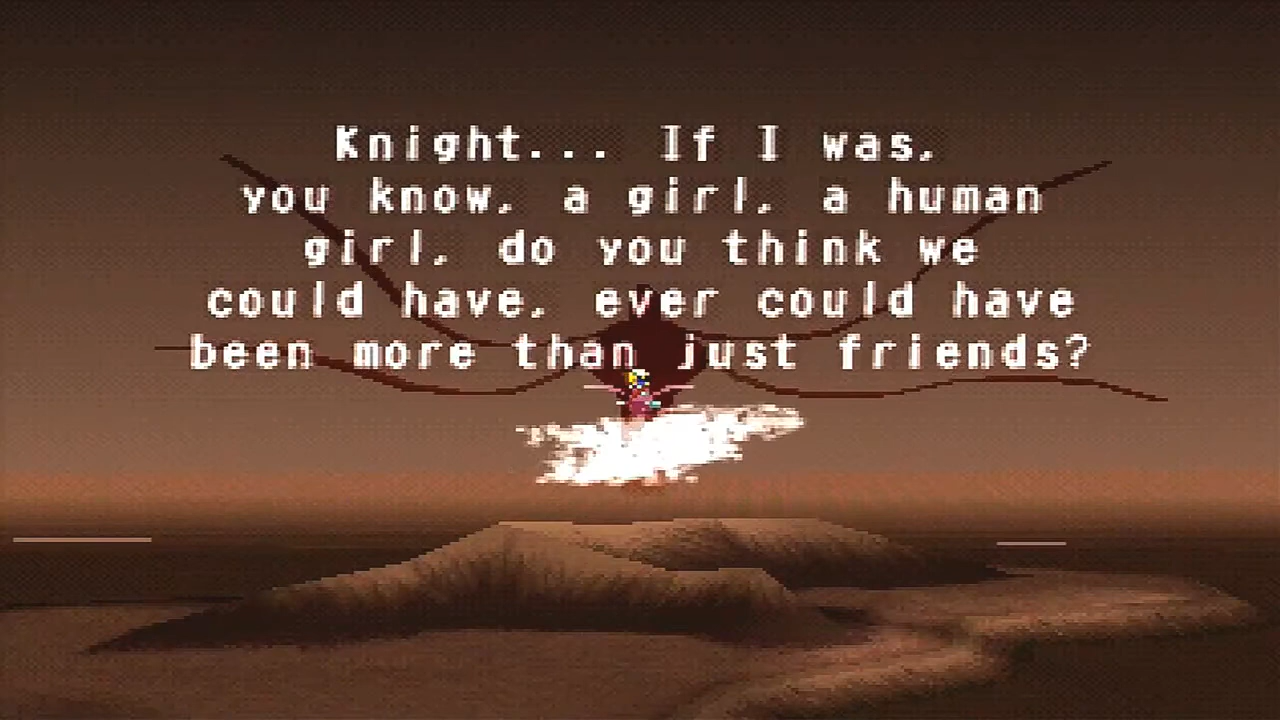 Knight... If I was,
you know, a girl, a human
girl, do you think we
could have, ever could have
been more than just friends?